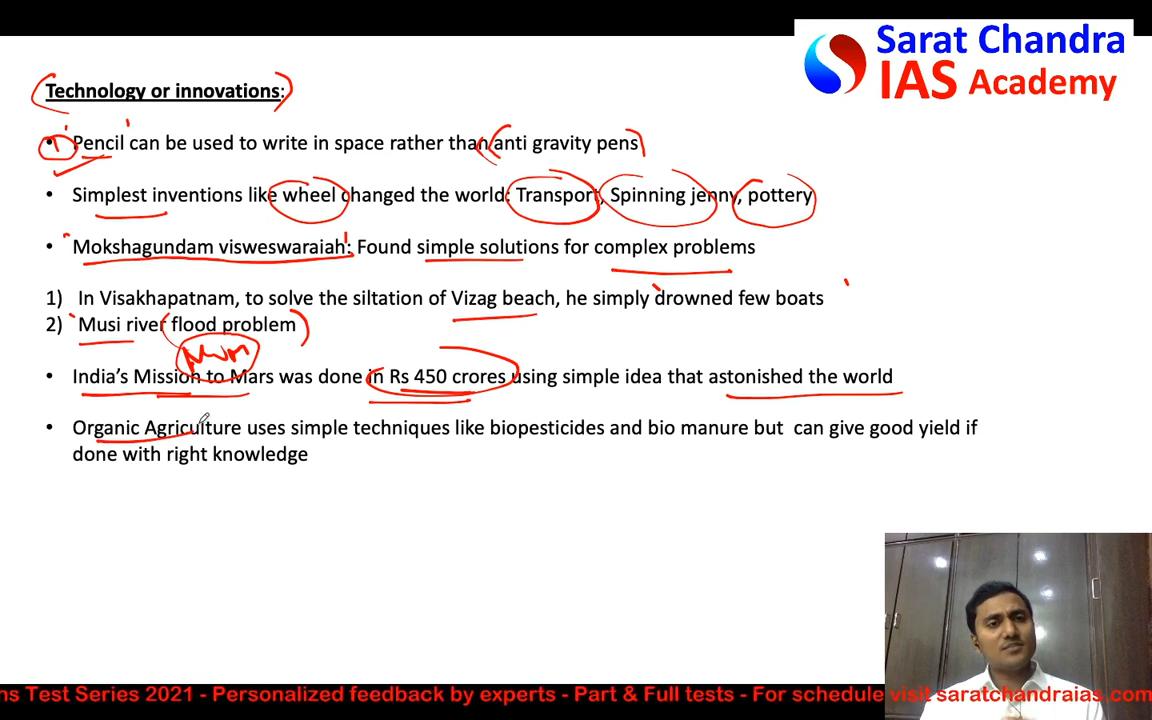 Sarat Chandra
IAS Academy
Technology or innovations:
• Pencil can be used to write in space rather than anti gravity pens
• Simplest inventions like wheel changed the world: Transport, Spinning jenny, pottery
• Mokshagundam visweswaraiah: Found simple solutions for complex problems
1) In Visakhapatnam, to solve the siltation of Vizag beach, he simply drowned few boats
2) Musi river flood problem
• India's Mission to Mars was done in Rs 450 crores using simple idea that astonished the world
• Organic Agriculture uses simple techniques like biopesticides and bio manure but can give good yield if
done with right knowledge
ns Test Series 2021 - Personalized feedback by experts - Part & Full tests - For schedule visit saratchandraias.com